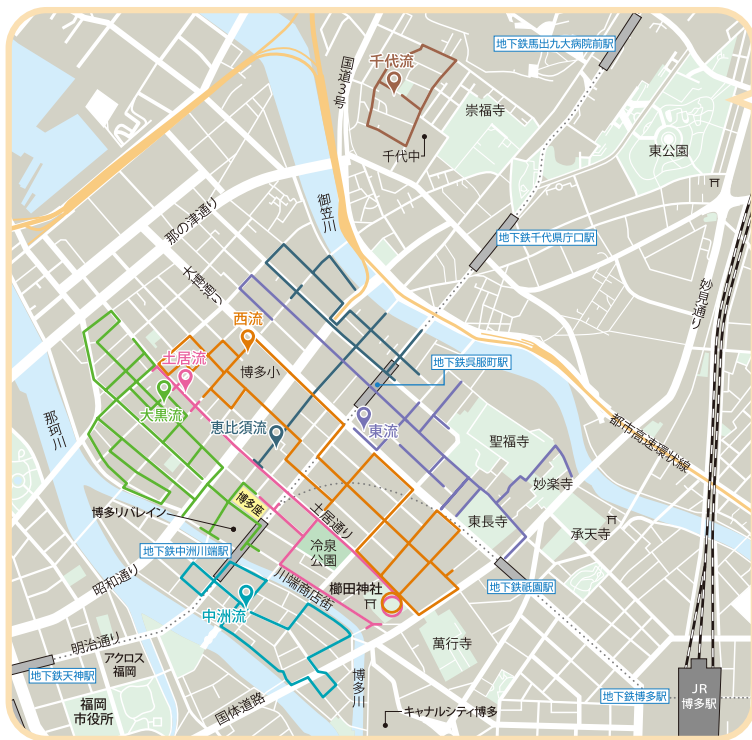 地下鉄馬出九大病院前駅
千代流
国道3号
崇福寺
千代中
東公園
御笠川
那の津通り
地下鉄千代県庁口駅
大博通り
妙見通り
西流
土居流
博多小
地下鉄呉服町駅
大黒流
恵比須流
東流
那珂川
都市高速環状線
聖福寺
妙楽寺
博多座
博多リバレイン
土居通り
東長寺
承天寺
冷泉
公園
地下鉄中洲川端駅
昭和通り
川端商店街
櫛田神社
地下鉄祇園駅
中洲流
明治通り
萬行寺
アクロス
福岡
地下鉄天神駅
博多川
福岡
市役所
国体道路
キャナルシティ博多
地下鉄博多駅
JR
博多駅